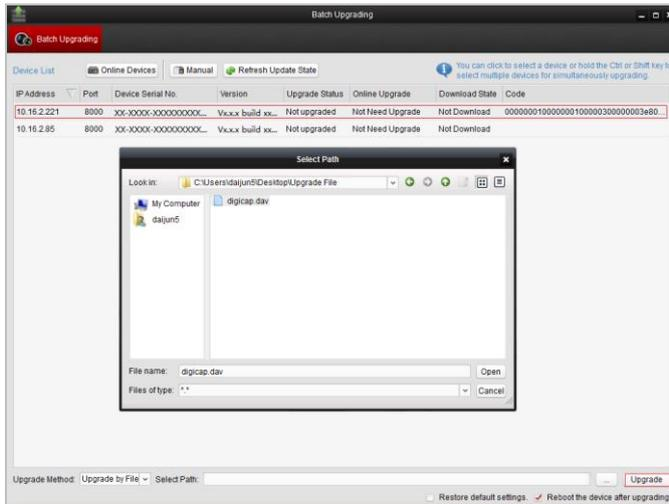 Batch Upgrading
Batch Upgrading
Device List Online Devices Manual Refresh Update State You can click to select a device or hold the Ctrl or Shift key to
select multiple devices for simultaneously upgrading.
IP Address Port Device Serial No. Version Upgrade Status Online Upgrade Download State Code
10.16.2.221 8000 XX-XXXX-XXXXXXXXX... Vx.x.x build xx... Not upgraded Not Need Upgrade Not Download
10.16.2.85 8000 XX-XXXX-XXXXXXXXX... Vx.x.x build xx... Not upgraded Not Need Upgrade Not Download
Select Path
Look in: C:\Users\daijun5\Desktop\Upgrade File
My Computer digicap.dav
daijun5
File name: digicap.dav Open
Files of type: *.* Cancel
Upgrade Method: Upgrade by File Select Path: ... Upgrade
Restore default settings. Reboot the device after upgrading